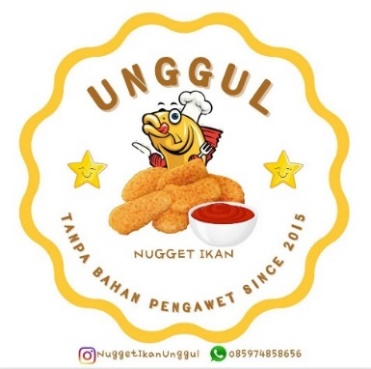 UNGGUL
NUGGET IKAN
TANPA BAHAN PENGAWET SINCE 2015
NuggetIkanUnggul 085974858656